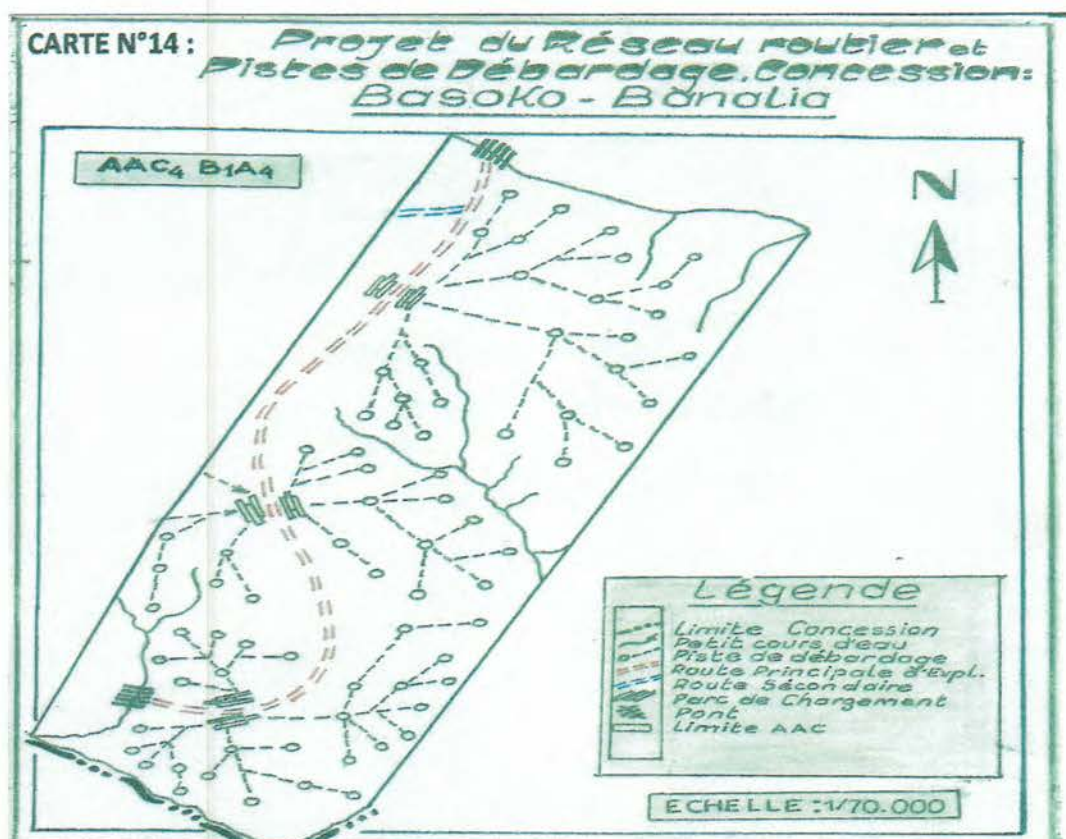 CARTE N°14 : Projet du Réseau routier et
Pistes de Débardage. Concession:
Basoko - Banalia
AAC4 B1A4
N
Légende
Limite Concession
Petit cours d'eau
Piste de débardage
Route Principale d'Expl.
Route Sécondaire
Parc de Chargement
Pont
Limite AAC
ECHELLE : 1/70.000